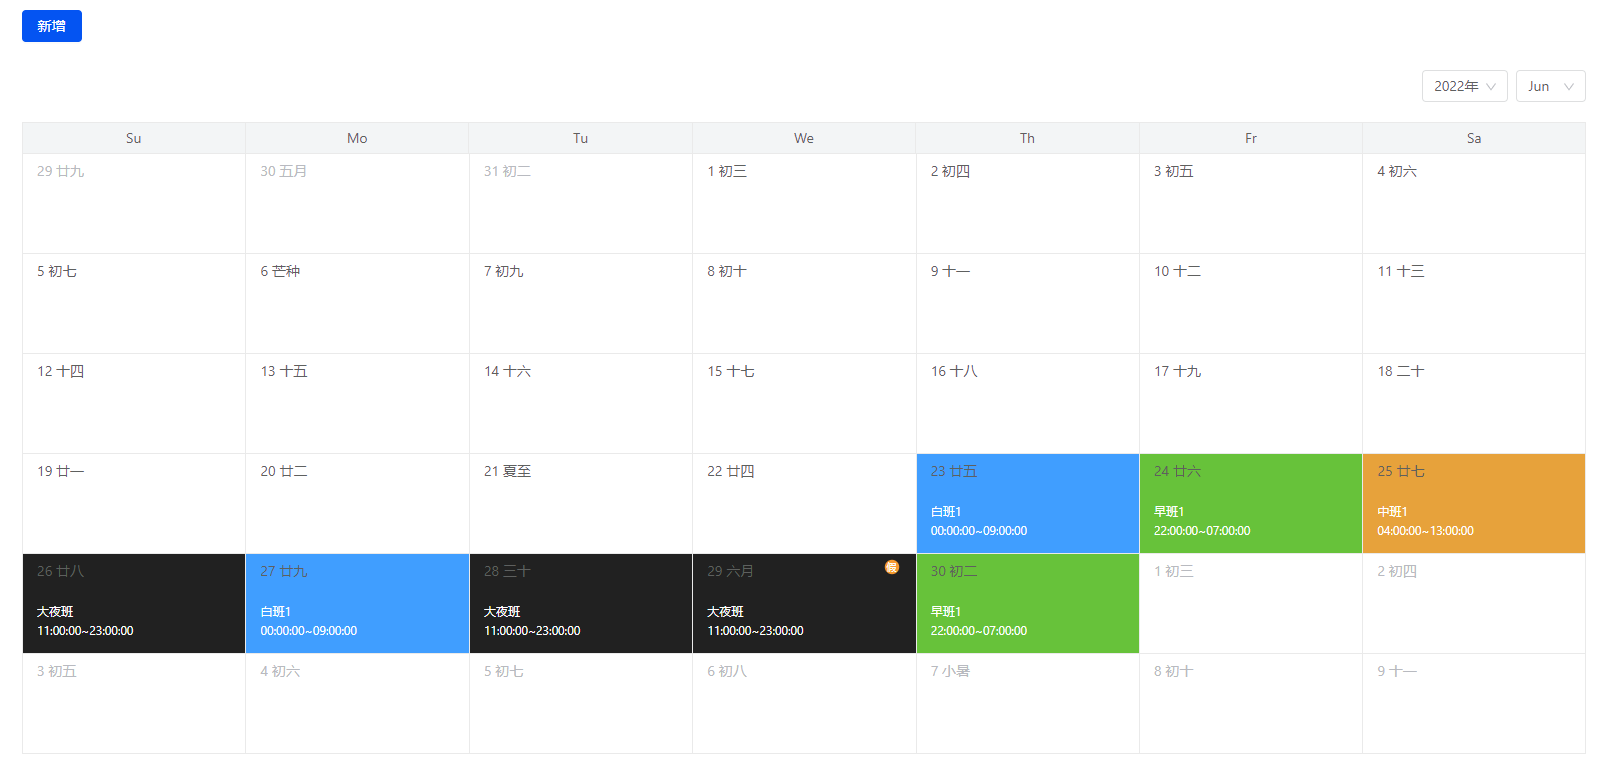 新增
2022年 Jun
Su Mo Tu We Th Fr Sa
29 廿九 30 五月 31 初二 1 初三 2 初四 3 初五 4 初六
5 初七 6 芒种 7 初九 8 初十 9 十一 10 十二 11 十三
12 十四 13 十五 14 十六 15 十七 16 十八 17 十九 18 二十
19 廿一 20 廿二 21 夏至 22 廿四 23 廿五 24 廿六 25 廿七
白班1 早班1 中班1
00:00:00~09:00:00 22:00:00~07:00:00 04:00:00~13:00:00
26 廿八 27 廿九 28 三十 29 六月 假 30 初二 1 初三 2 初四
大夜班 白班1 大夜班 大夜班 早班1
11:00:00~23:00:00 00:00:00~09:00:00 11:00:00~23:00:00 11:00:00~23:00:00 22:00:00~07:00:00
3 初五 4 初六 5 初七 6 初八 7 小暑 8 初十 9 十一